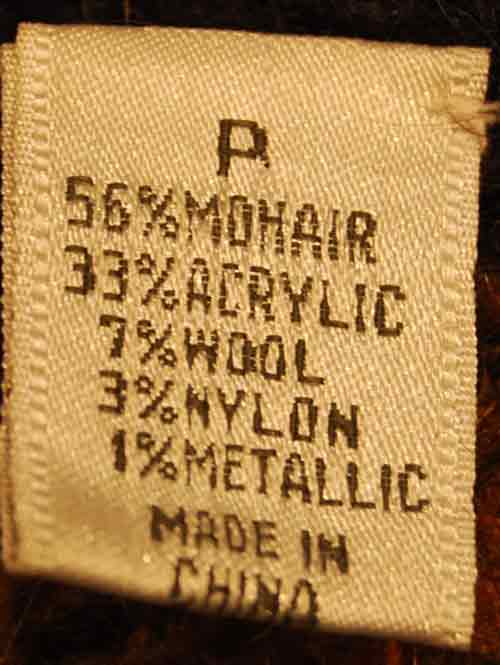 P
56%MOHAIR
33%ACRYLIC
7%WOOL
3%NYLON
1%METALLIC
MADE IN
CHINA